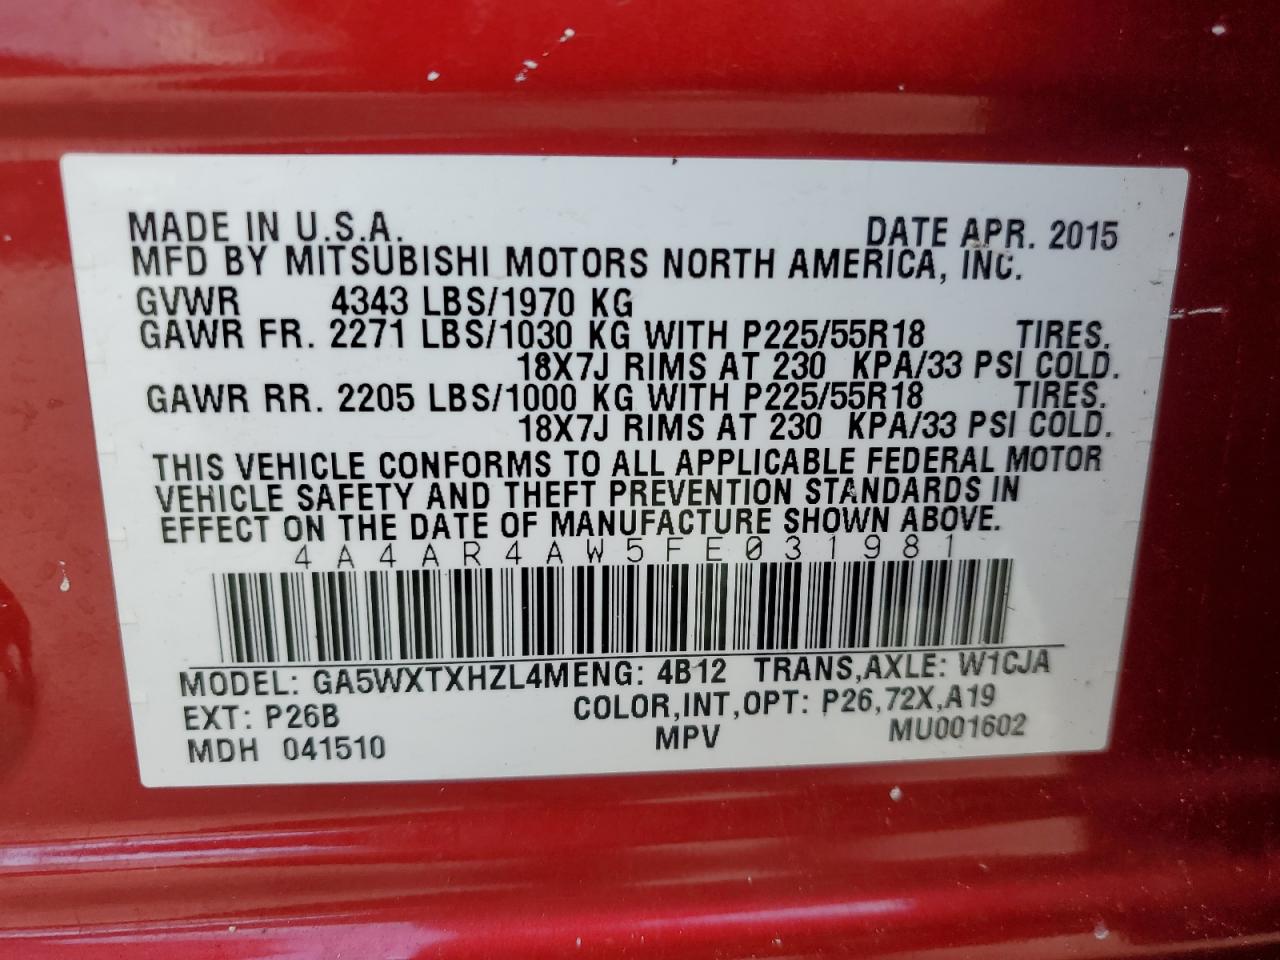 MADE IN U.S.A. DATE APR. 2015
MFD BY MITSUBISHI MOTORS NORTH AMERICA, INC.
GVWR 4343 LBS/1970 KG
GAWR FR. 2271 LBS/1030 KG WITH P225/55R18 TIRES.
18X7J RIMS AT 230 KPA/33 PSI COLD.
GAWR RR. 2205 LBS/1000 KG WITH P225/55R18 TIRES.
18X7J RIMS AT 230 KPA/33 PSI COLD.
THIS VEHICLE CONFORMS TO ALL APPLICABLE FEDERAL MOTOR
VEHICLE SAFETY AND THEFT PREVENTION STANDARDS IN
EFFECT ON THE DATE OF MANUFACTURE SHOWN ABOVE.
4A4AR4AW5FE031981
MODEL: GA5WXTXHZL4MENG: 4B12 TRANS,AXLE: W1CJA
EXT: P26B COLOR,INT,OPT: P26,72X,A19
MDH 041510 MPV MU001602